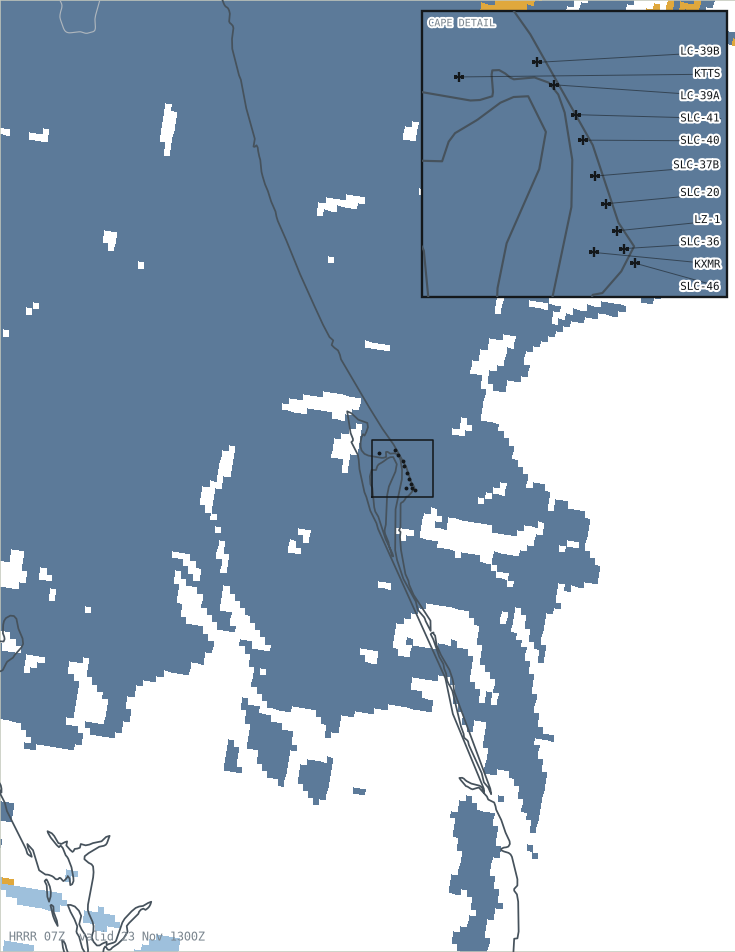 CAPE DETAIL
LC-39B
KTTS
LC-39A
SLC-41
SLC-40
SLC-37B
SLC-20
LZ-1
SLC-36
KXMR
SLC-46
HRRR 07Z valid 23 Nov 1300Z